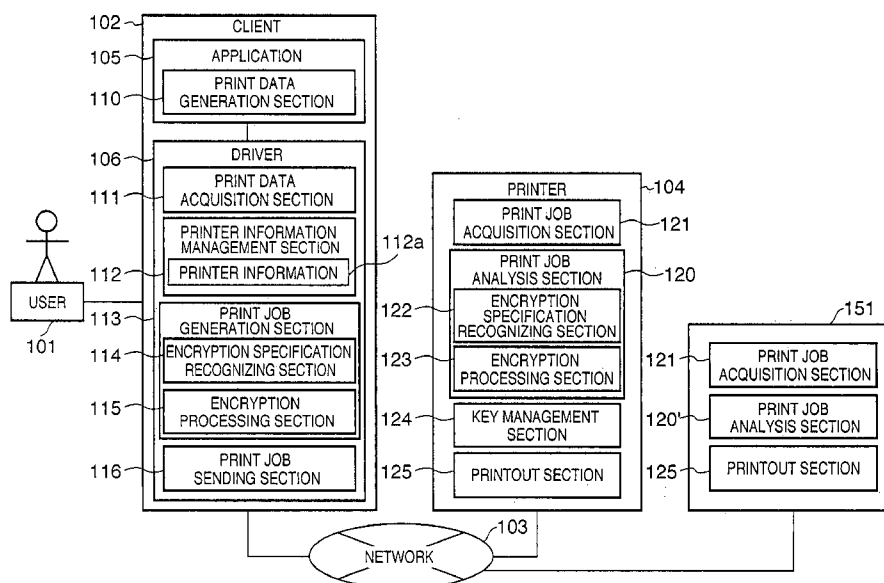 102
CLIENT
105
APPLICATION
110
PRINT DATA
GENERATION SECTION
106
DRIVER
111
PRINT DATA
ACQUISITION SECTION
PRINTER INFORMATION
MANAGEMENT SECTION
112a
112
PRINTER INFORMATION
USER
101
113
PRINT JOB
GENERATION SECTION
114
ENCRYPTION SPECIFICATION
RECOGNIZING SECTION
115
ENCRYPTION
PROCESSING SECTION
116
PRINT JOB
SENDING SECTION
PRINTER
104
PRINT JOB
ACQUISITION SECTION
121
PRINT JOB
ANALYSIS SECTION
120
122
ENCRYPTION
SPECIFICATION
RECOGNIZING SECTION
123
ENCRYPTION
PROCESSING SECTION
124
KEY MANAGEMENT
SECTION
125
PRINTOUT SECTION
151
121
PRINT JOB
ACQUISITION SECTION
120'
PRINT JOB
ANALYSIS SECTION
125
PRINTOUT SECTION
103
NETWORK